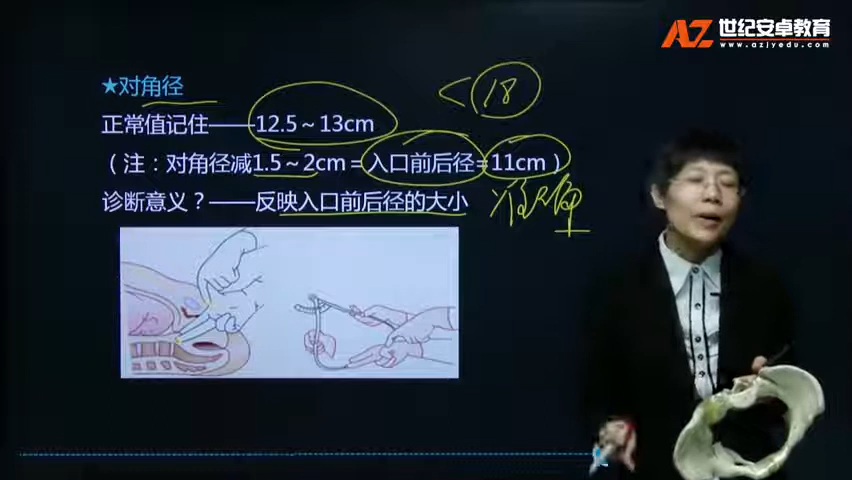 AZ 世纪安卓教育
www.azjyedu.com
★对角径
<18
正常值记住——12.5～13cm
（注：对角径减1.5～2cm＝入口前后径=11cm）
诊断意义？——反映入口前后径的大小